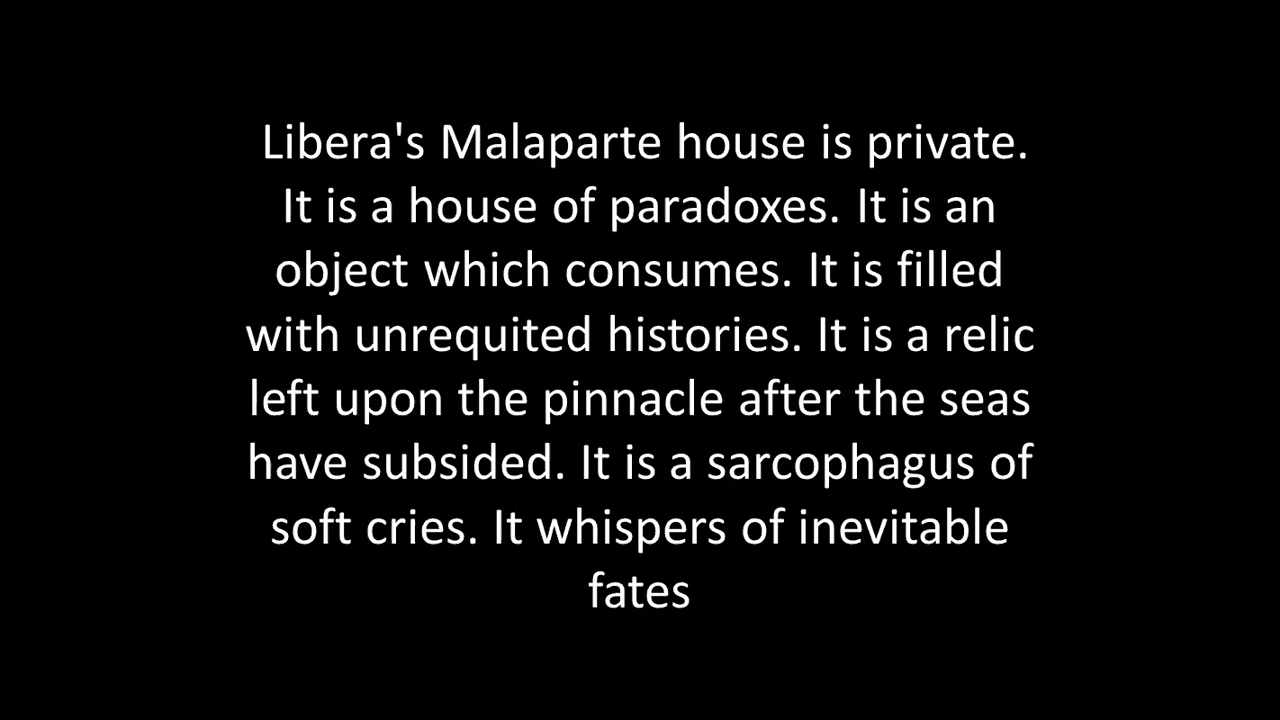 Libera's Malaparte house is private.
It is a house of paradoxes. It is an
object which consumes. It is filled
with unrequited histories. It is a relic
left upon the pinnacle after the seas
have subsided. It is a sarcophagus of
soft cries. It whispers of inevitable
fates